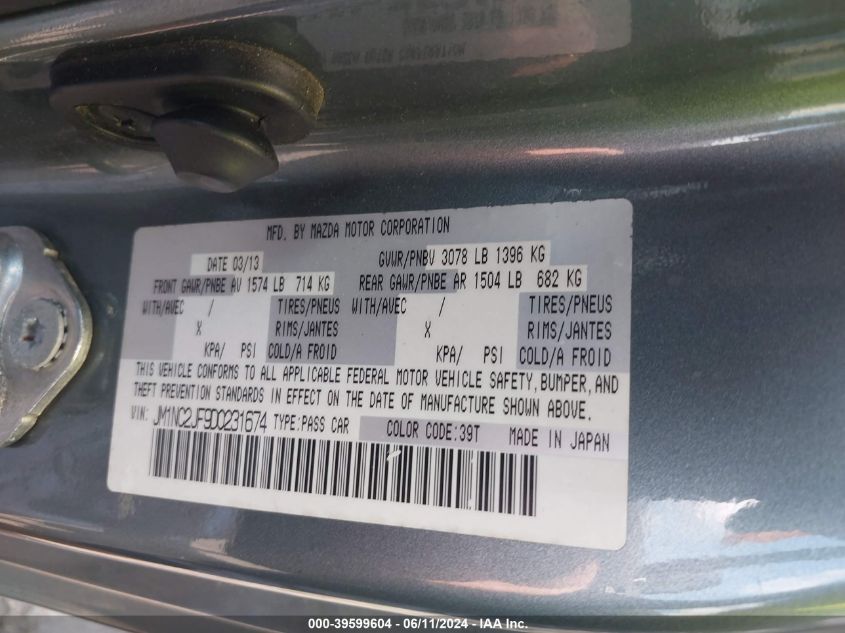 MFD. BY MAZDA MOTOR CORPORATION
DATE 03/13 GVWR/PNBV 3078 LB 1396 KG
FRONT GAWR/PNBE AV 1574 LB 714 KG REAR GAWR/PNBE AR 1504 LB 682 KG
WITH/AVEC / TIRES/PNEUS WITH/AVEC / TIRES/PNEUS
X RIMS/JANTES X RIMS/JANTES
KPA/ PSI COLD/A FROID KPA/ PSI COLD/A FROID
THIS VEHICLE CONFORMS TO ALL APPLICABLE FEDERAL MOTOR VEHICLE SAFETY, BUMPER, AND
THEFT PREVENTION STANDARDS IN EFFECT ON THE DATE OF MANUFACTURE SHOWN ABOVE.
VIN: JM1NC2JF9D0231674 TYPE:PASS CAR COLOR CODE:39T MADE IN JAPAN
000-39599604 / 06/11/2024 - IAA Inc.